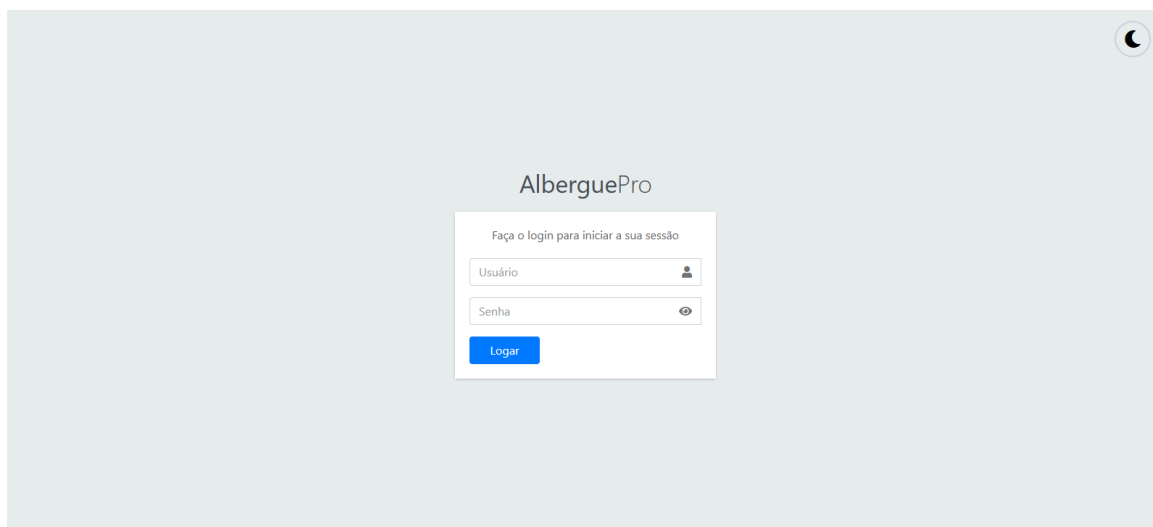 AlberguePro
Faça o login para iniciar a sua sessão
Usuário
Senha
Logar